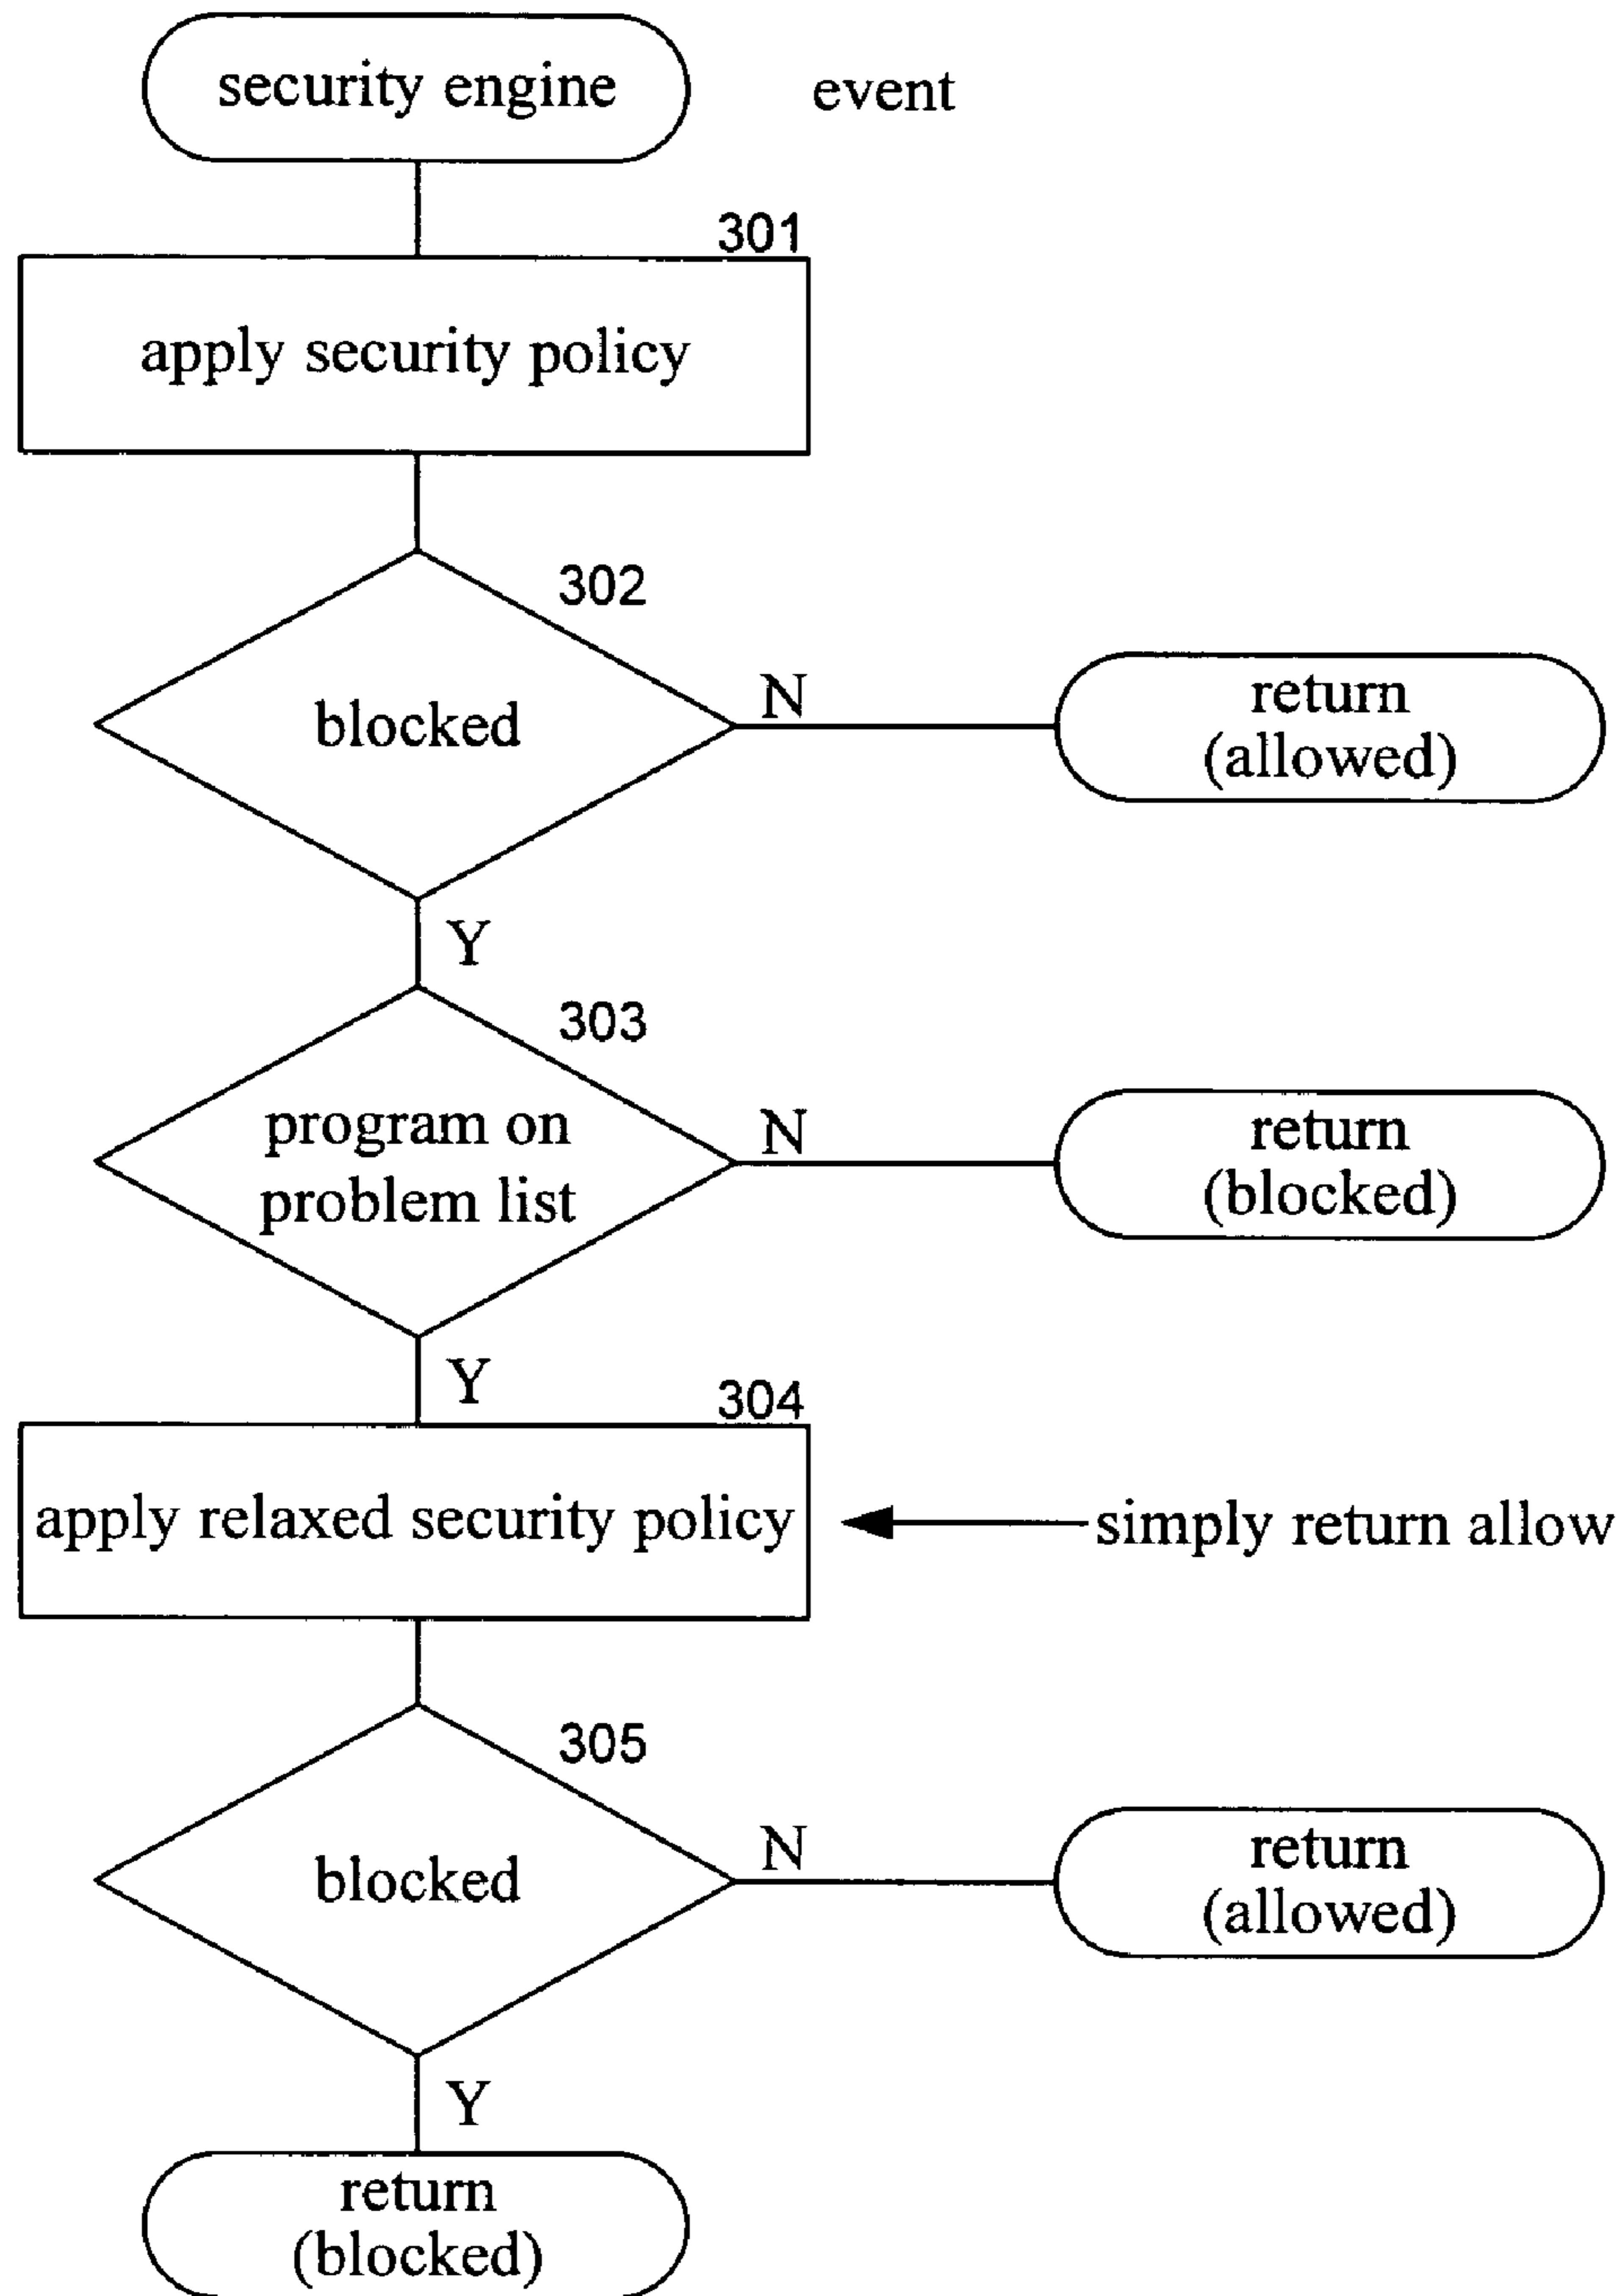 security engine
event
301
apply security policy
302
blocked
N
return
(allowed)
Y
303
program on
problem list
N
return
(blocked)
Y
304
apply relaxed security policy
simply return allow
305
blocked
N
return
(allowed)
Y
return
(blocked)